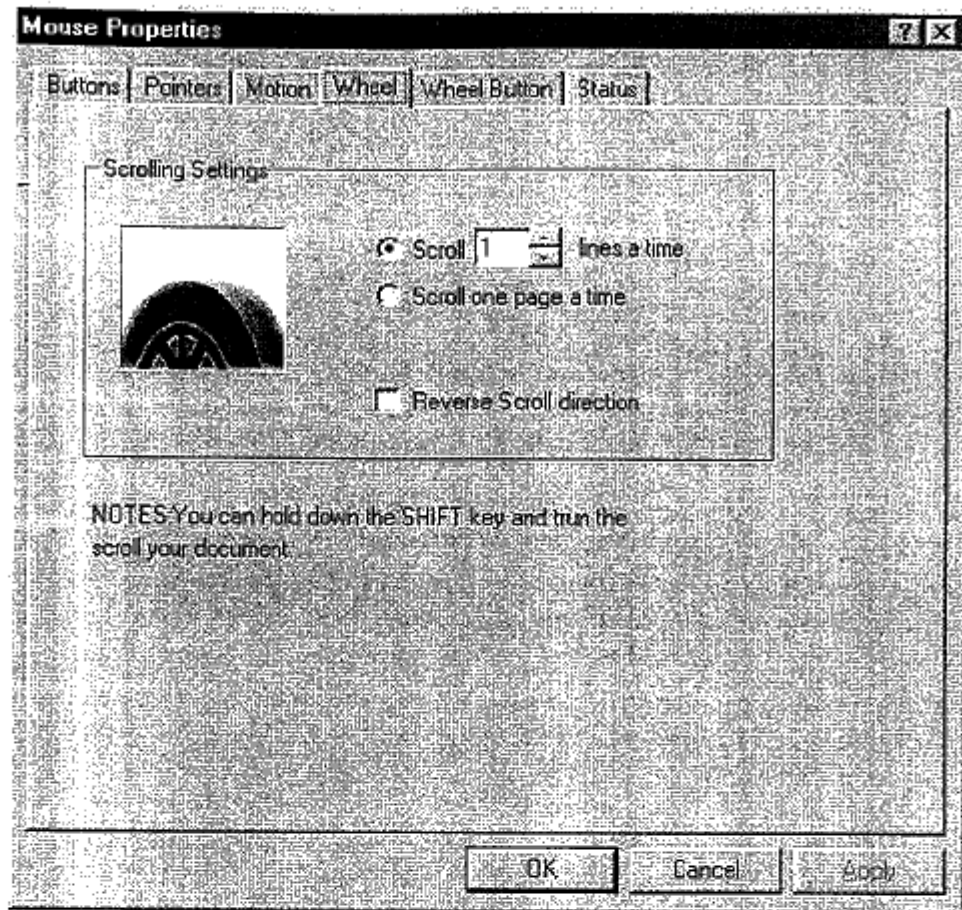 Mouse Properties
Buttons Pointers Motion Wheel Wheel Button Status
Scrolling Settings
Scroll 1 lines a time
Scroll one page a time
Reverse Scroll direction
NOTES:You can hold down the SHIFT key and trun the
scroll your document.
OK Cancel Apply